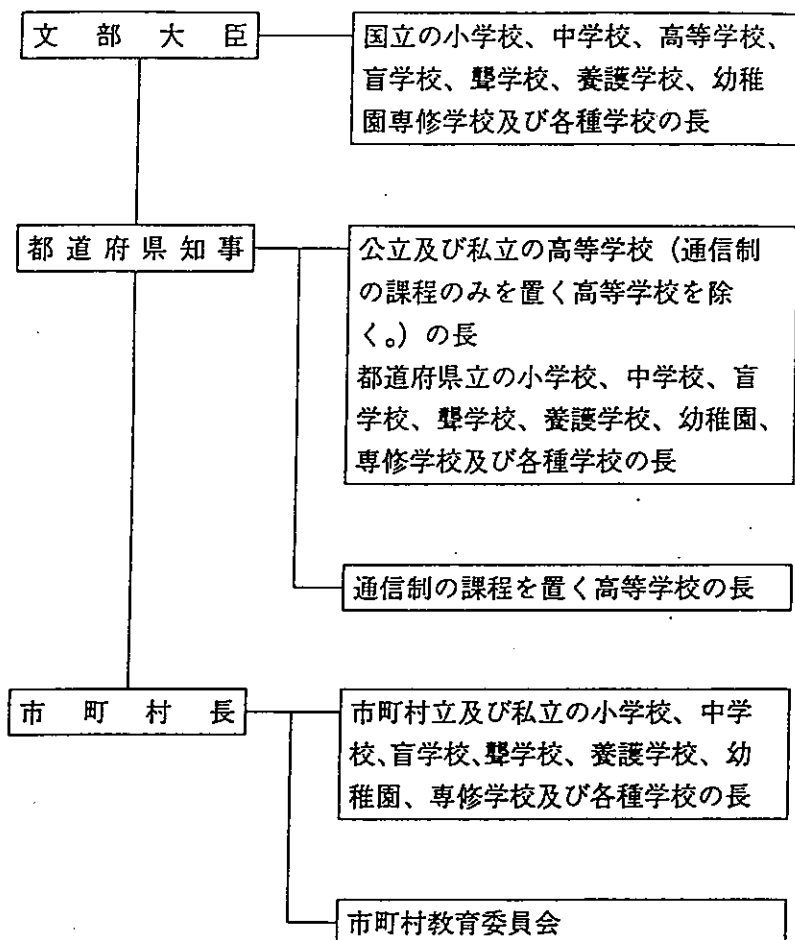 文部大臣
国立の小学校、中学校、高等学校、
盲学校、聾学校、養護学校、幼稚
園専修学校及び各種学校の長
都道府県知事
公立及び私立の高等学校（通信制
の課程のみを置く高等学校を除
く。）の長
都道府県立の小学校、中学校、盲
学校、聾学校、養護学校、幼稚園、
専修学校及び各種学校の長
通信制の課程を置く高等学校の長
市町村長
市町村立及び私立の小学校、中学
校、盲学校、聾学校、養護学校、幼
稚園、専修学校及び各種学校の長
市町村教育委員会